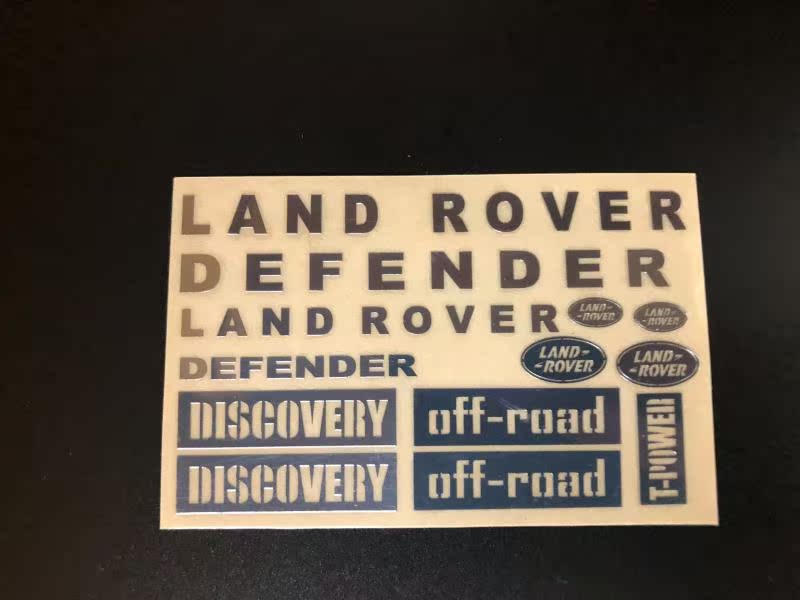 LAND ROVER
DEFENDER
LAND ROVER
LAND-
-ROVER
LAND-
-ROVER
DEFENDER
LAND-
-ROVER
LAND-
-ROVER
DISCOVERY
off-road
T-POWER
DISCOVERY
off-road